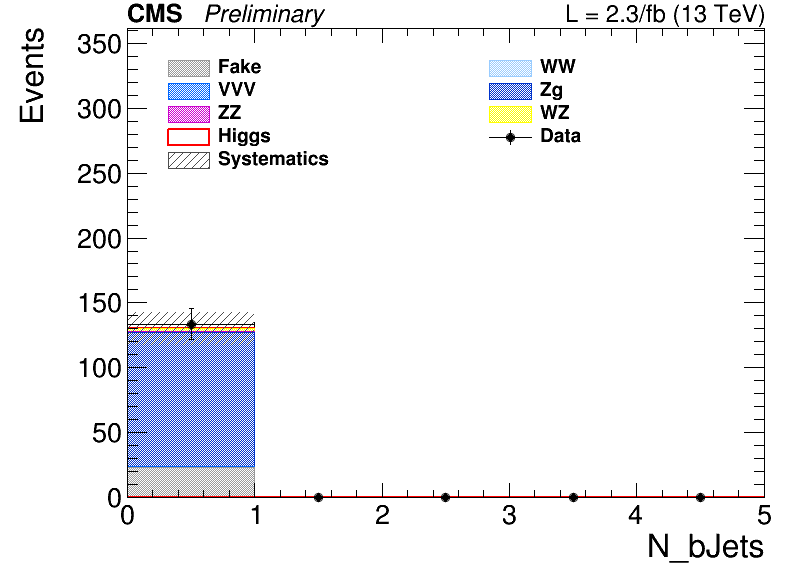 CMS Preliminary L = 2.3/fb (13 TeV)
Events
350
300
250
200
150
100
50
0
Fake
VVV
ZZ
Higgs
Systematics
WW
Zg
WZ
Data
0 1 2 3 4 5
N_bJets